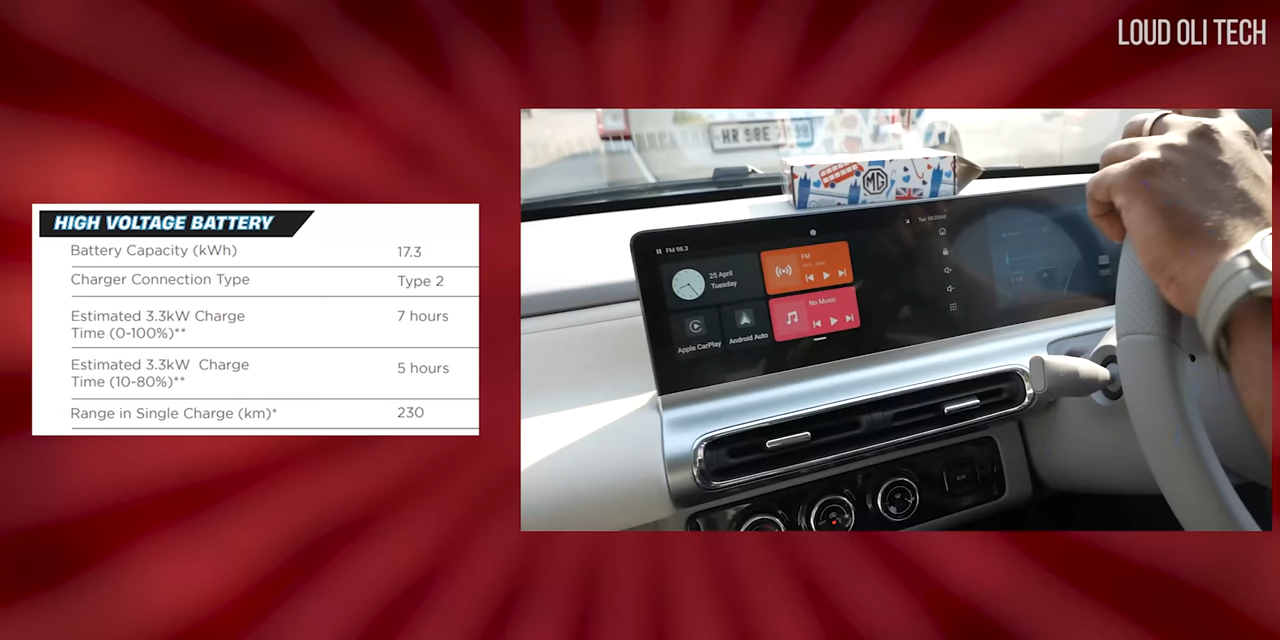 LOUD OLI TECH
HIGH VOLTAGE BATTERY
Battery Capacity (kWh) 17.3
Charger Connection Type Type 2
Estimated 3.3kW Charge
Time (0-100%)** 7 hours
Estimated 3.3kW Charge
Time (10-80%)** 5 hours
Range in Single Charge (km)* 230
MG
FM 98.3
25 April
Tuesday
FM
No Music
Apple CarPlay
Android Auto